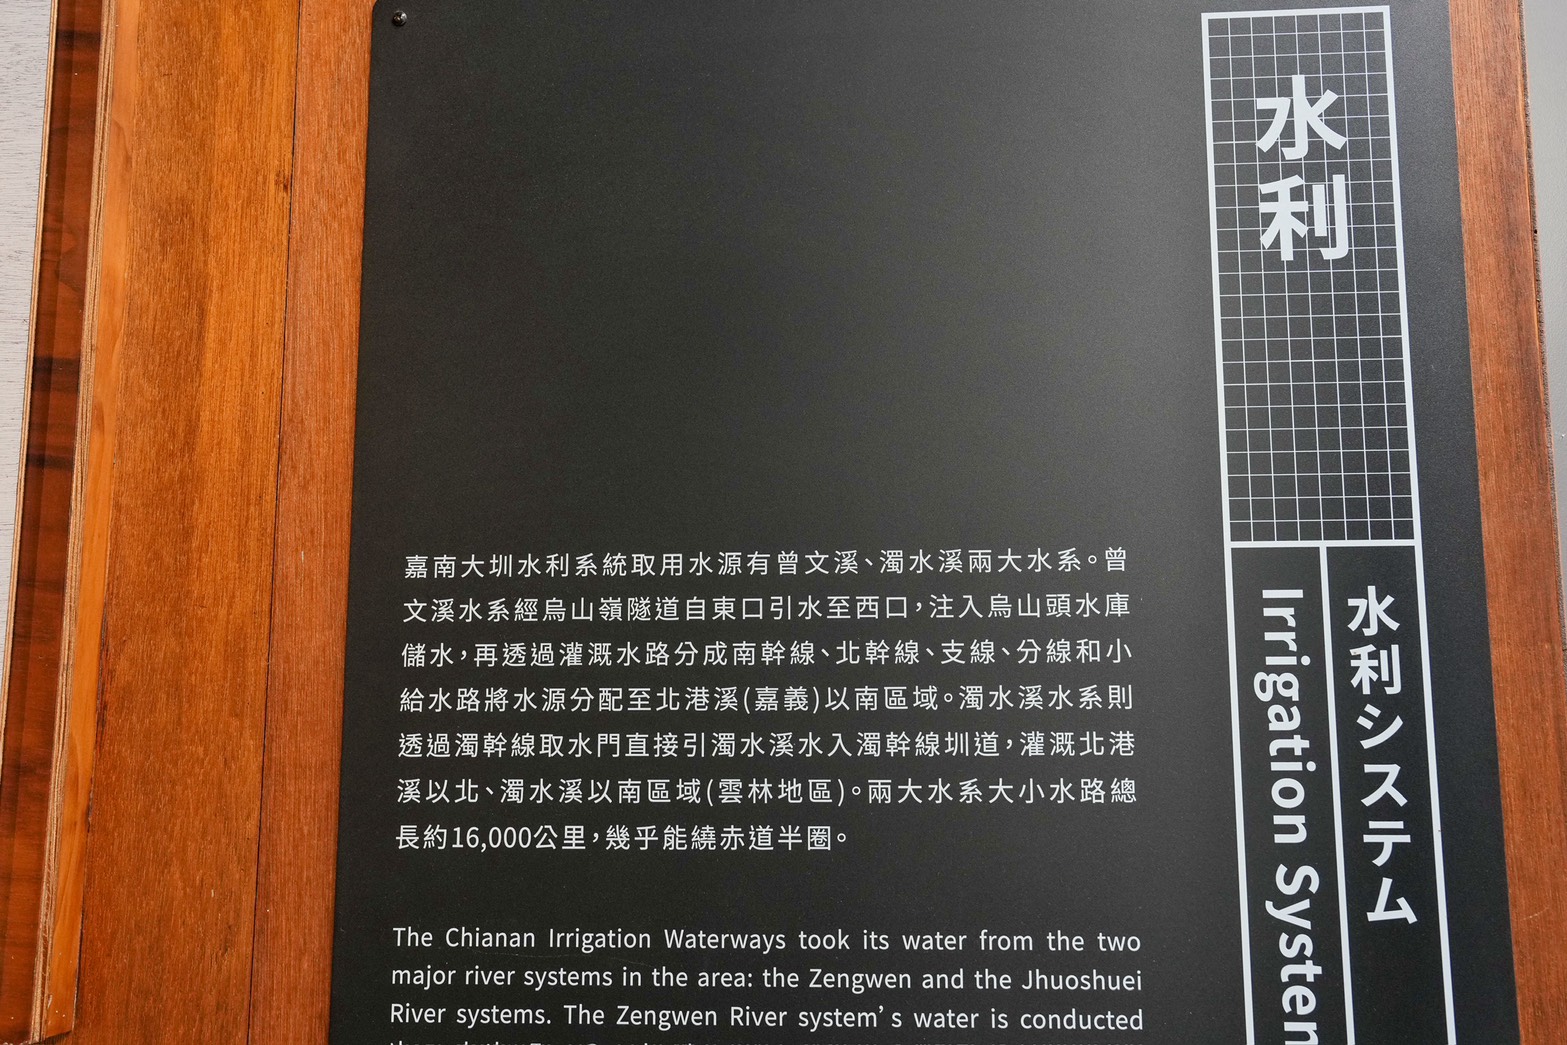 水利
水利システム
Irrigation System
嘉南大圳水利系統取用水源有曾文溪、濁水溪兩大水系。曾
文溪水系經烏山嶺隧道自東口引水至西口，注入烏山頭水庫
儲水，再透過灌溉水路分成南幹線、北幹線、支線、分線和小
給水路將水源分配至北港溪(嘉義)以南區域。濁水溪水系則
透過濁幹線取水門直接引濁水溪水入濁幹線圳道，灌溉北港
溪以北、濁水溪以南區域(雲林地區)。兩大水系大小水路總
長約16,000公里，幾乎能繞赤道半圈。
The Chianan Irrigation Waterways took its water from the two
major river systems in the area: the Zengwen and the Jhuoshuei
River systems. The Zengwen River system’s water is conducted